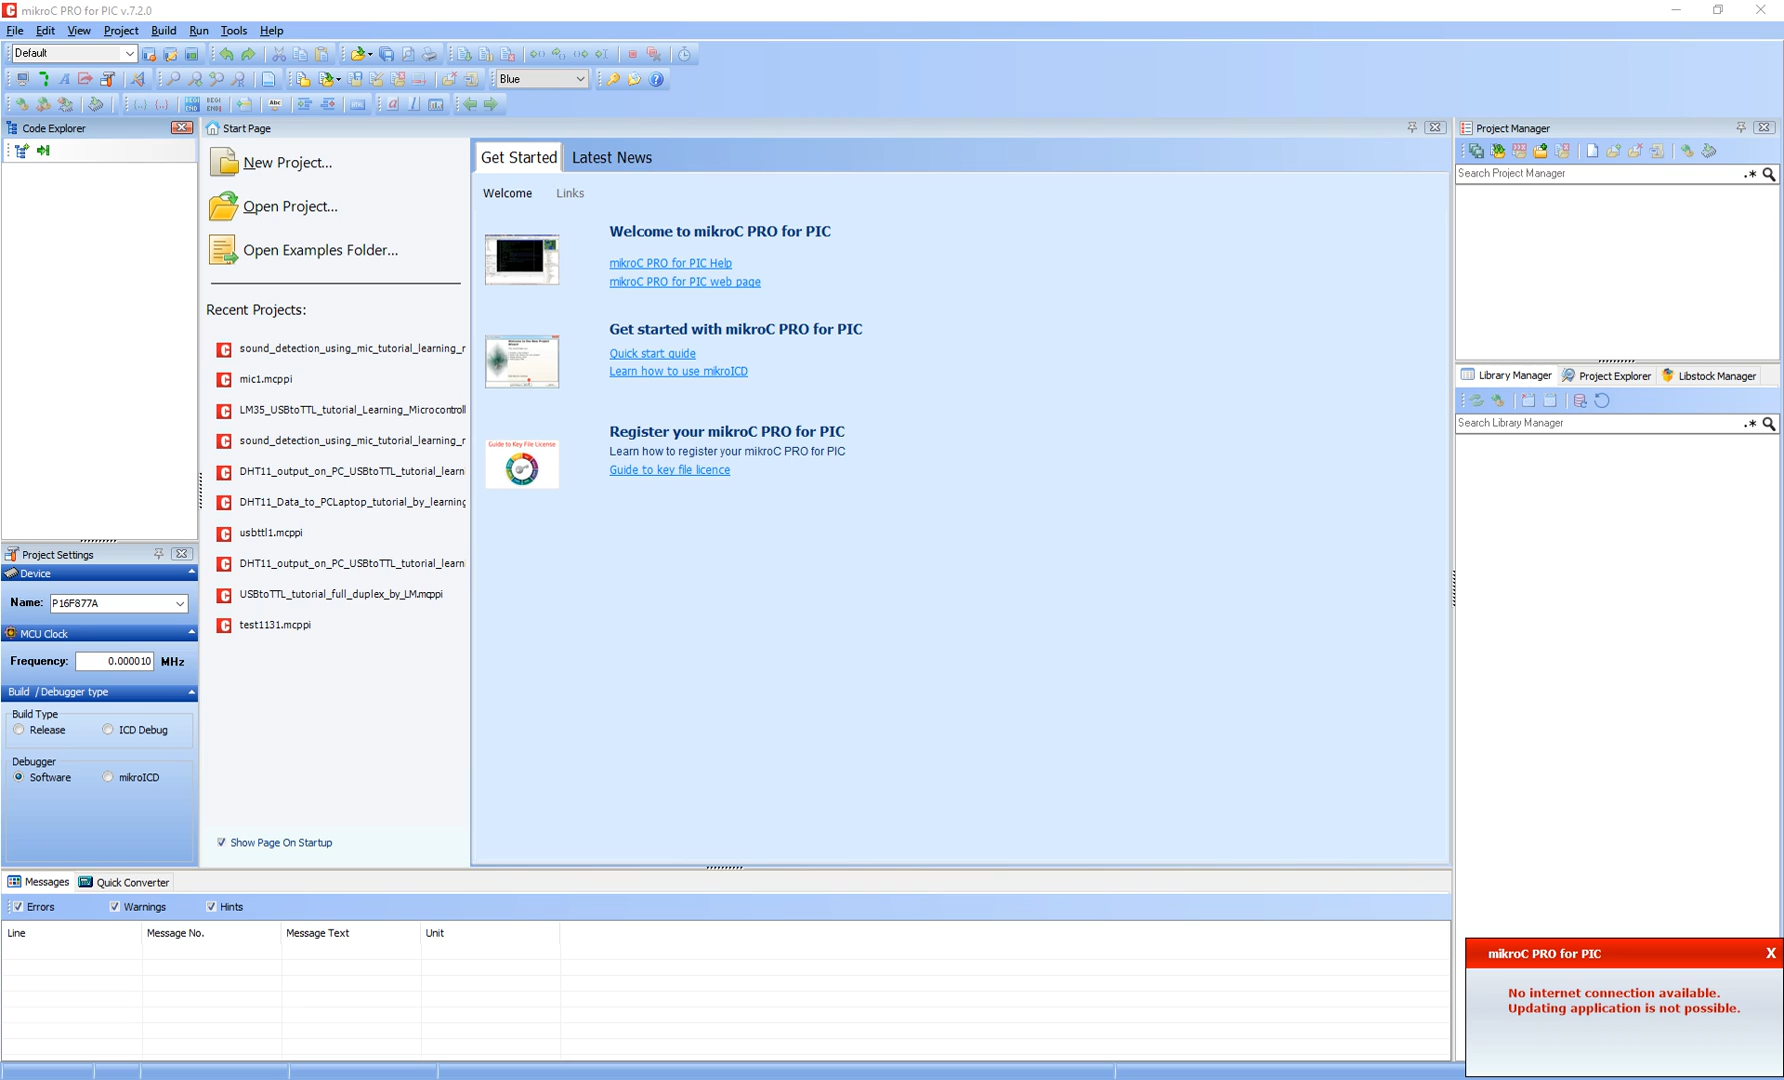 mikroC PRO for PIC v.7.2.0
File Edit View Project Build Run Tools Help
Default
Blue
Code Explorer
Start Page
New Project...
Open Project...
Open Examples Folder...
Recent Projects:
sound_detection_using_mic_tutorial_learning_
mic1.mcppi
LM35_USBtoTTL_tutorial_Learning_Microcontroll
sound_detection_using_mic_tutorial_learning_
DHT11_output_on_PC_USBtoTTL_tutorial_learn
DHT11_Data_to_PCLaptop_tutorial_by_learning
usbttl1.mcppi
DHT11_output_on_PC_USBtoTTL_tutorial_learn
USBtoTTL_tutorial_full_duplex_by_LM.mcppi
test1131.mcppi
Show Page On Startup
Get Started Latest News
Welcome Links
Welcome to mikroC PRO for PIC
mikroC PRO for PIC Help
mikroC PRO for PIC web page
Get started with mikroC PRO for PIC
Quick start guide
Learn how to use mikroICD
Guide to Key File License
Register your mikroC PRO for PIC
Learn how to register your mikroC PRO for PIC
Guide to key file licence
Project Manager
Search Project Manager
Library Manager Project Explorer Libstock Manager
Search Library Manager
Project Settings
Device
Name: P16F877A
MCU Clock
Frequency: 0.000010 MHz
Build / Debugger type
Build Type
Release ICD Debug
Debugger
Software mikroICD
Messages Quick Converter
Errors Warnings Hints
Line Message No. Message Text Unit
mikroC PRO for PIC X
No internet connection available.
Updating application is not possible.